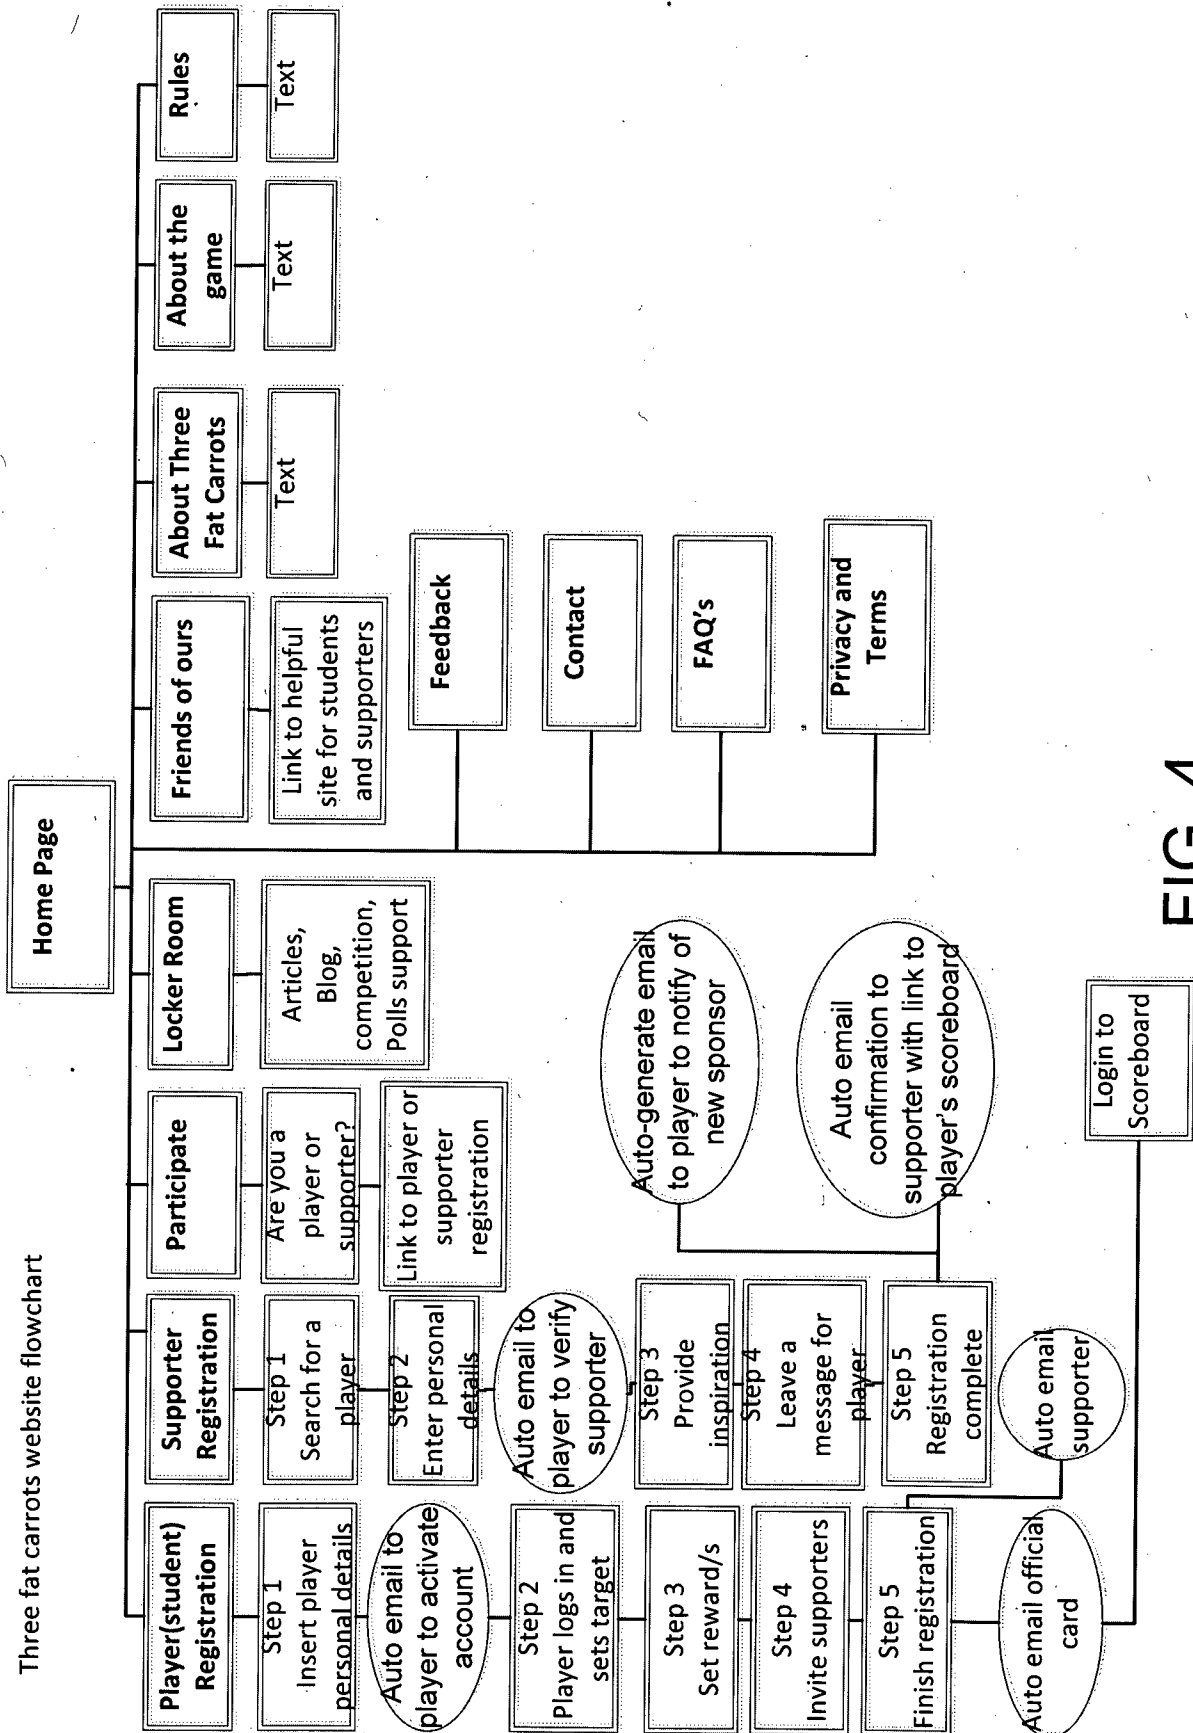 Three fat carrots website flowchart
Home Page
Player(student)
Registration
Step 1
Insert player
personal details
Auto email to
player to activate
account
Step 2
Player logs in and
sets target
Step 3
Set reward/s
Step 4
Invite supporters
Step 5
Finish registration
Auto email official
card
Auto email
supporter
Login to
Scoreboard
Supporter
Registration
Step 1
Search for a
player
Step 2
Enter personal
details
Auto email to
player to verify
supporter
Step 3
Provide
inspiration
Step 4
Leave a
message for
player
Step 5
Registration
complete
Auto-generate email
to player to notify of
new sponsor
Auto email
confirmation to
supporter with link to
player's scoreboard
Participate
Are you a
player or
supporter?
Link to player or
supporter
registration
Locker Room
Articles,
Blog,
competition,
Polls support
Friends of ours
Link to helpful
site for students
and supporters
About Three
Fat Carrots
Text
About the
game
Text
Rules
Text
Feedback
Contact
FAQ's
Privacy and
Terms
FIG. 4